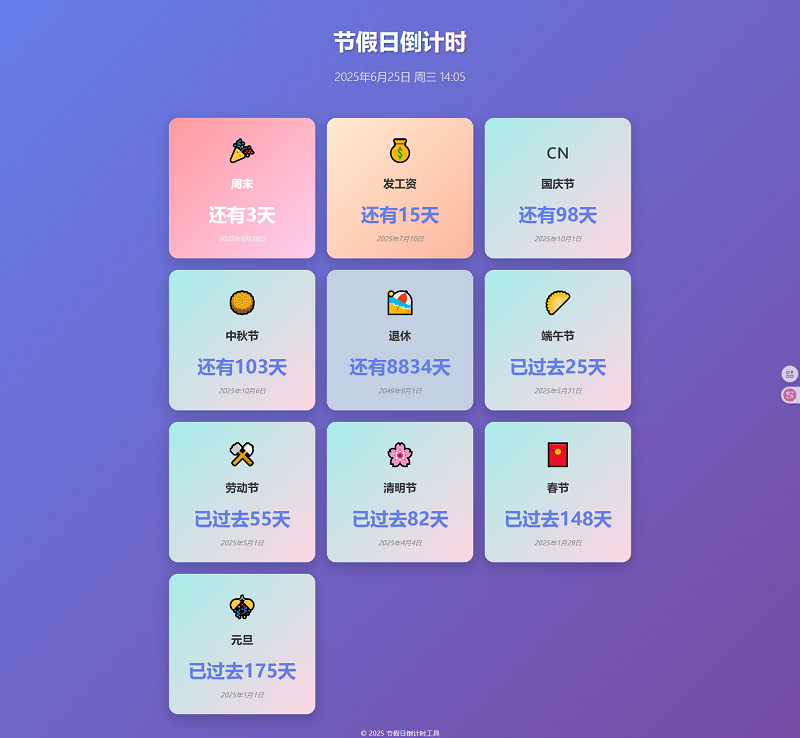 节假日倒计时
2025年6月25日 周三 14:05
周末
还有3天
2025年6月28日
发工资
还有15天
2025年7月10日
CN
国庆节
还有98天
2025年10月1日
中秋节
还有103天
2025年10月6日
退休
还有8834天
2049年9月1日
端午节
已过去25天
2025年5月31日
劳动节
已过去55天
2025年5月1日
清明节
已过去82天
2025年4月4日
春节
已过去148天
2025年1月28日
元旦
已过去175天
2025年1月1日
© 2025 节假日倒计时工具